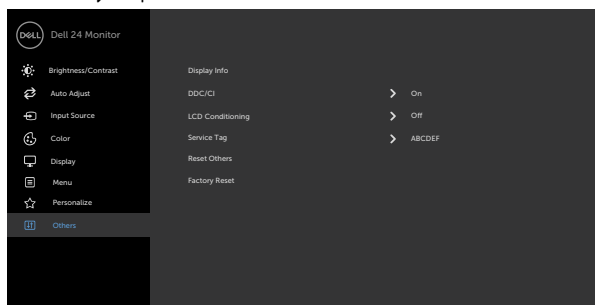 DELL Dell 24 Monitor
Brightness/Contrast
Auto Adjust
Input Source
Color
Display
Menu
Personalize
Others
Display Info
DDC/CI > On
LCD Conditioning > Off
Service Tag > ABCDEF
Reset Others
Factory Reset